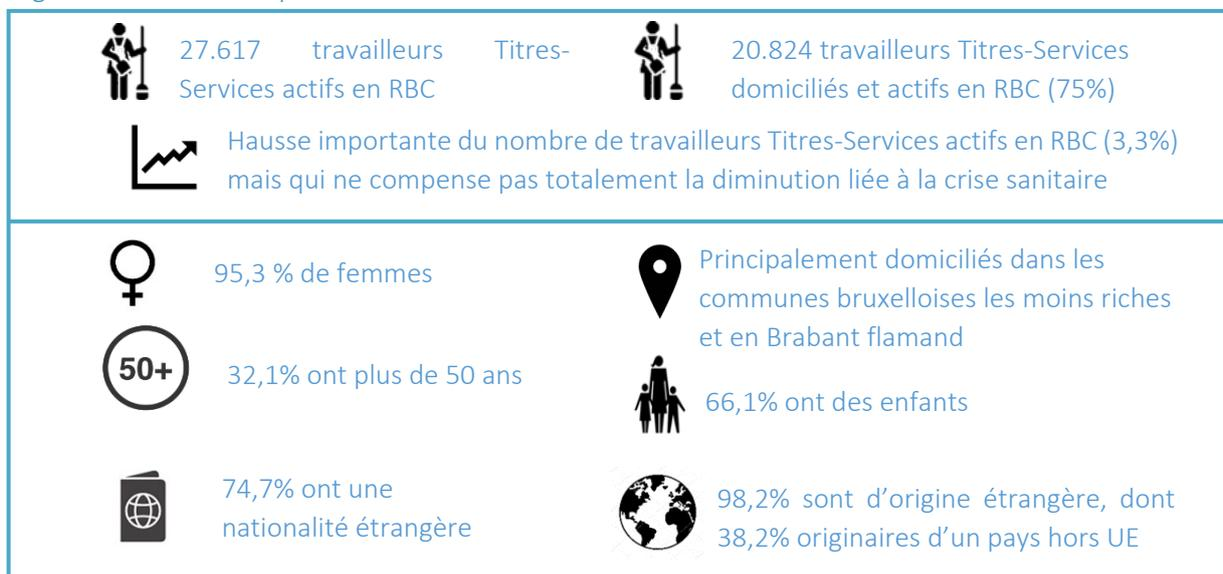 27.617 travailleurs Titres-
Services actifs en RBC
20.824 travailleurs Titres-Services
domiciliés et actifs en RBC (75%)
Hausse importante du nombre de travailleurs Titres-Services actifs en RBC (3,3%)
mais qui ne compense pas totalement la diminution liée à la crise sanitaire
95,3 % de femmes
Principalement domiciliés dans les
communes bruxelloises les moins riches
et en Brabant flamand
50+
32,1% ont plus de 50 ans
66,1% ont des enfants
74,7% ont une
nationalité étrangère
98,2% sont d’origine étrangère, dont
38,2% originaires d’un pays hors UE